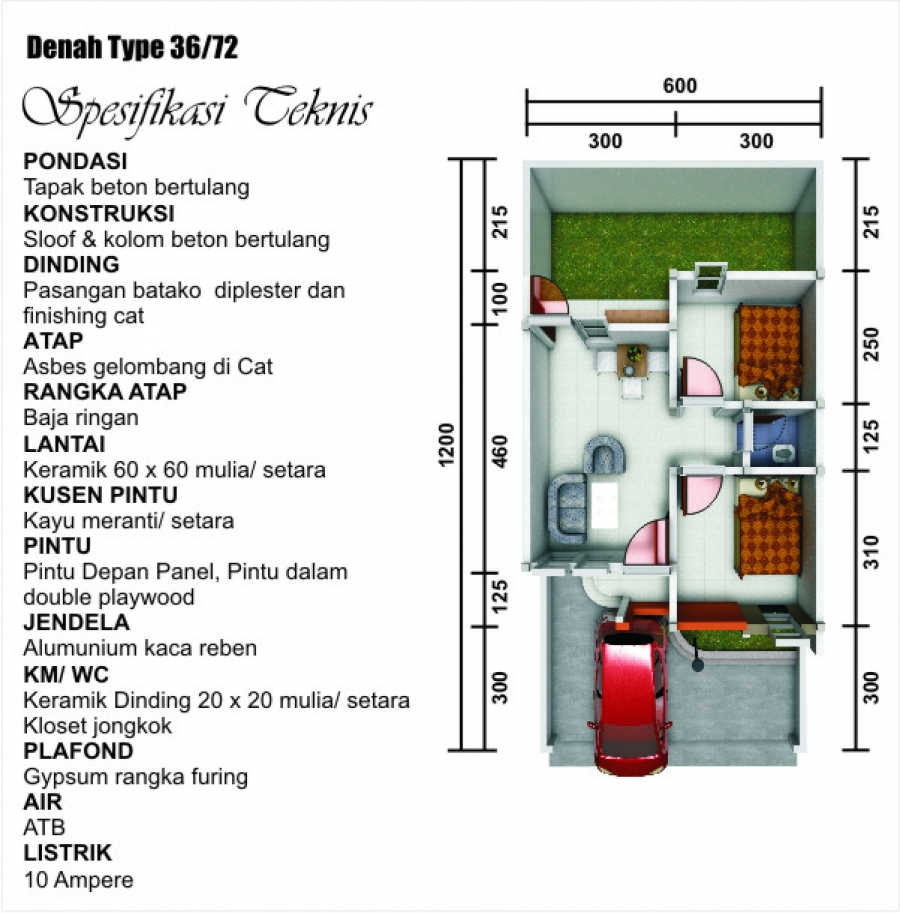 Denah Type 36/72
Spesifikasi Teknis
PONDASI
Tapak beton bertulang
KONSTRUKSI
Sloof & kolom beton bertulang
DINDING
Pasangan batako diplester dan
finishing cat
ATAP
Asbes gelombang di Cat
RANGKA ATAP
Baja ringan
LANTAI
Keramik 60 x 60 mulia/ setara
KUSEN PINTU
Kayu meranti/ setara
PINTU
Pintu Depan Panel, Pintu dalam
double playwood
JENDELA
Alumunium kaca reben
KM/ WC
Keramik Dinding 20 x 20 mulia/ setara
Kloset jongkok
PLAFOND
Gypsum rangka furing
AIR
ATB
LISTRIK
10 Ampere
600
300 300
1200
215
100
460
125
300
215
250
125
310
300